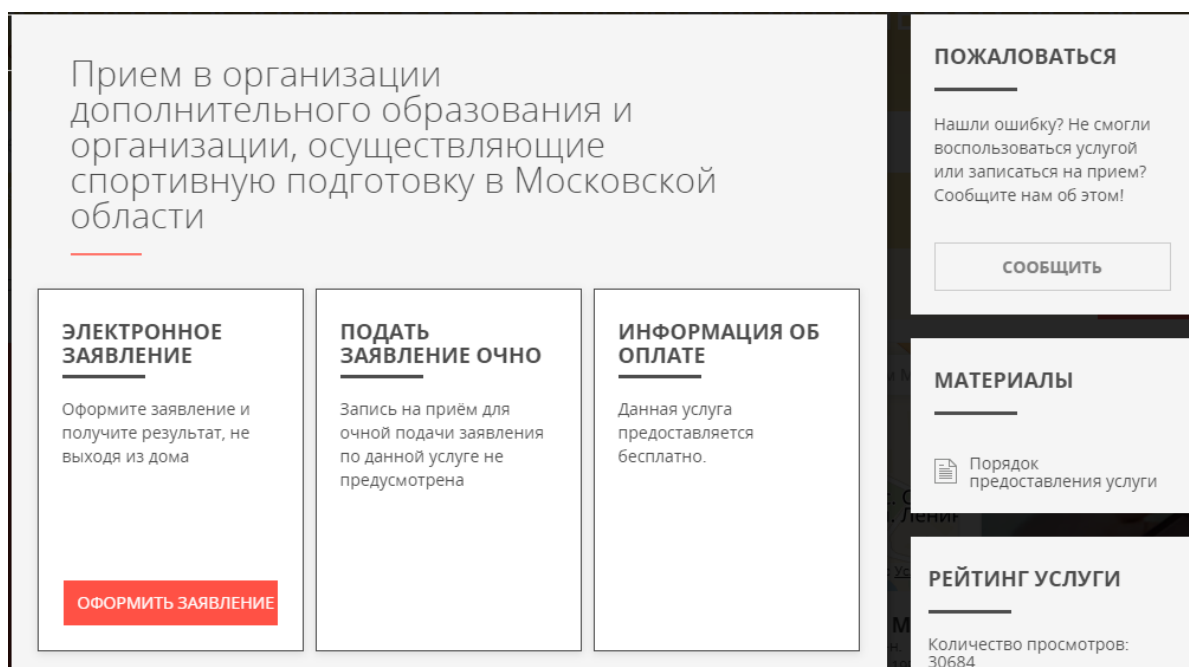 Прием в организации
дополнительного образования и
организации, осуществляющие
спортивную подготовку в Московской
области
ЭЛЕКТРОННОЕ
ЗАЯВЛЕНИЕ
Оформите заявление и
получите результат, не
выходя из дома
ОФОРМИТЬ ЗАЯВЛЕНИЕ
ПОДАТЬ
ЗАЯВЛЕНИЕ ОЧНО
Запись на приём для
очной подачи заявления
по данной услуге не
предусмотрена
ИНФОРМАЦИЯ ОБ
ОПЛАТЕ
Данная услуга
предоставляется
бесплатно.
ПОЖАЛОВАТЬСЯ
Нашли ошибку? Не смогли
воспользоваться услугой
или записаться на прием?
Сообщите нам об этом!
СООБЩИТЬ
МАТЕРИАЛЫ
Порядок
предоставления услуги
РЕЙТИНГ УСЛУГИ
Количество просмотров:
30684